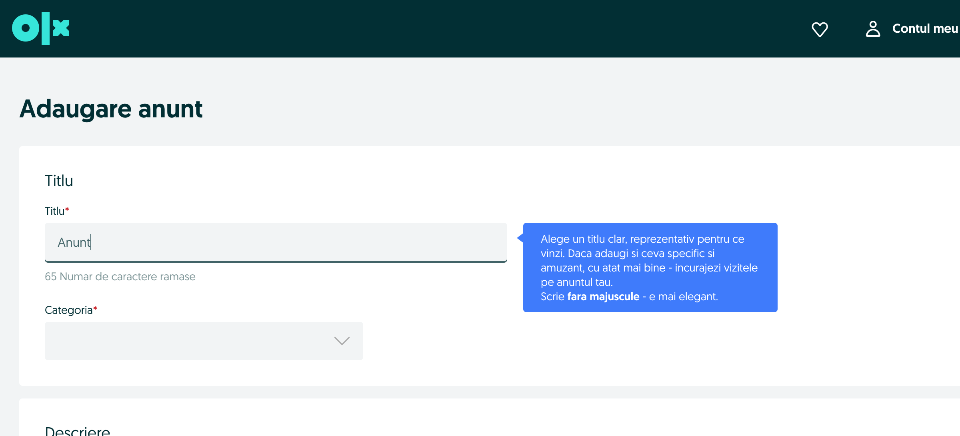 olx
Contul meu
Adaugare anunt
Titlu
Titlu*
Anunt
65 Numar de caractere ramase
Alege un titlu clar, reprezentativ pentru ce
vinzi. Daca adaugi si ceva specific si
amuzant, cu atat mai bine - incurajezi vizitele
pe anuntul tau.
Scrie fara majuscule - e mai elegant.
Categoria*
Descriere